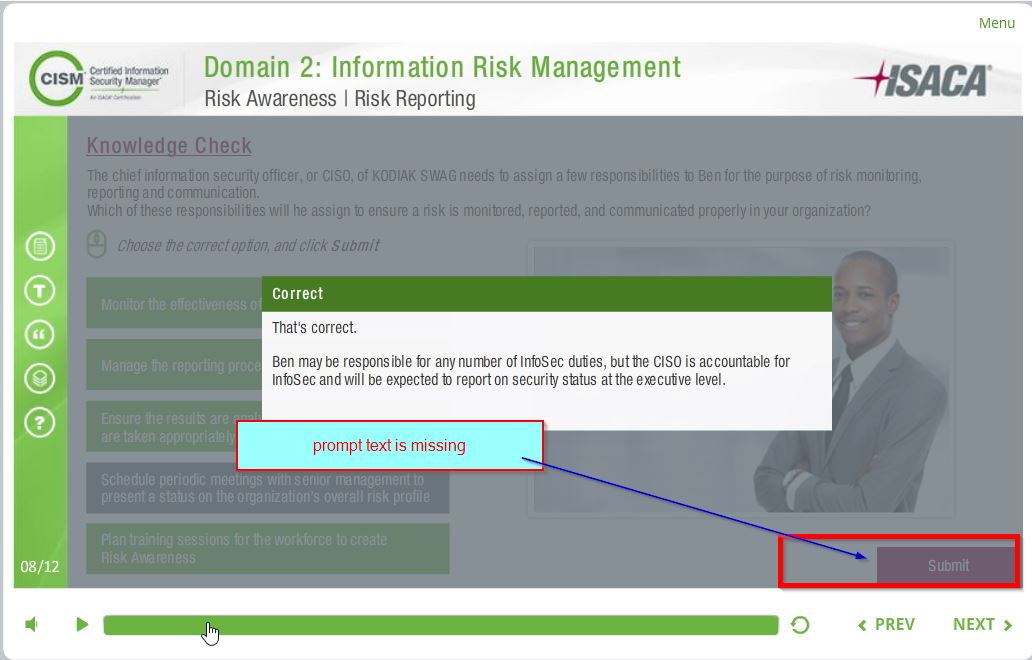 Menu
CISM
Certified Information
Security Manager
An ISACA Certification
Domain 2: Information Risk Management
Risk Awareness | Risk Reporting
ISACA
Knowledge Check
The chief information security officer, or CISO, of KODIAK SWAG needs to assign a few responsibilities to Ben for the purpose of risk monitoring,
reporting and communication.
Which of these responsibilities will he assign to ensure a risk is monitored, reported, and communicated properly in your organization?
Choose the correct option, and click Submit
Monitor the effectiveness of
Correct
That's correct.
Manage the reporting proce
Ben may be responsible for any number of InfoSec duties, but the CISO is accountable for
InfoSec and will be expected to report on security status at the executive level.
Ensure the results are
are taken appropriately
prompt text is missing
Schedule periodic meetings with senior management to
present a status on the organization's overall risk profile
Plan training sessions for the workforce to create
Risk Awareness
Submit
08/12
PREV
NEXT